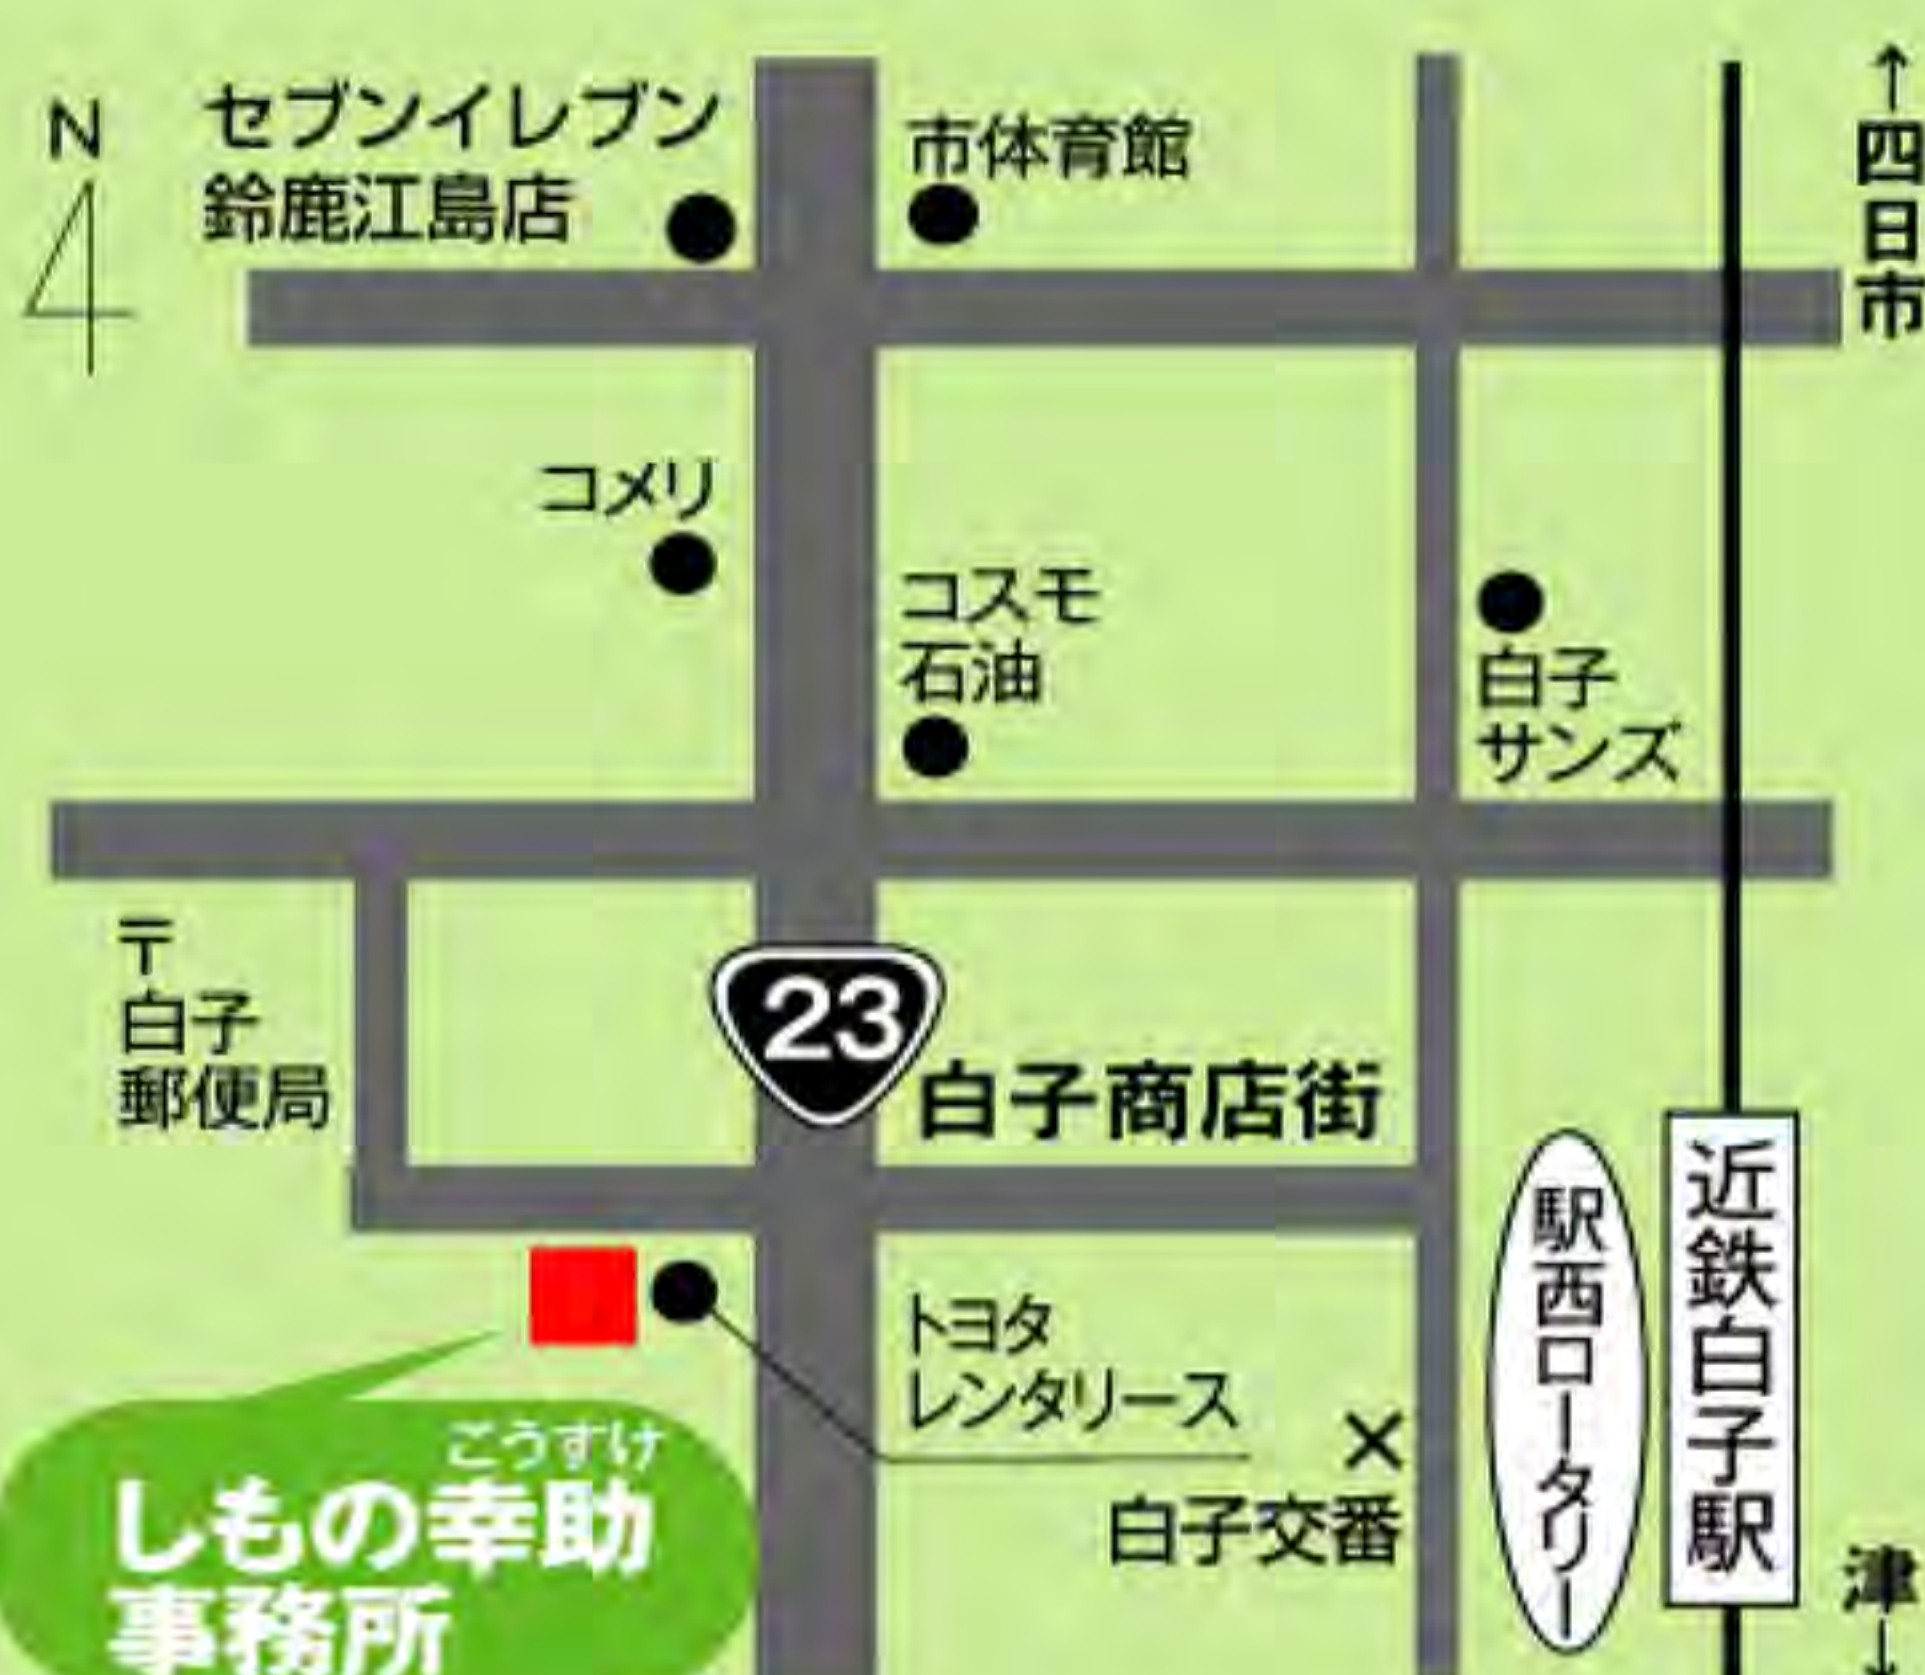 N
セブンイレブン
鈴鹿江島店
市体育館
↑四日市
コメリ
コスモ
石油
白子
サンズ
〒
白子
郵便局
23
白子商店街
近鉄白子駅
駅西ロータリー
トヨタ
レンタリース
白子交番
こうすけ
しもの幸助
事務所
津↓